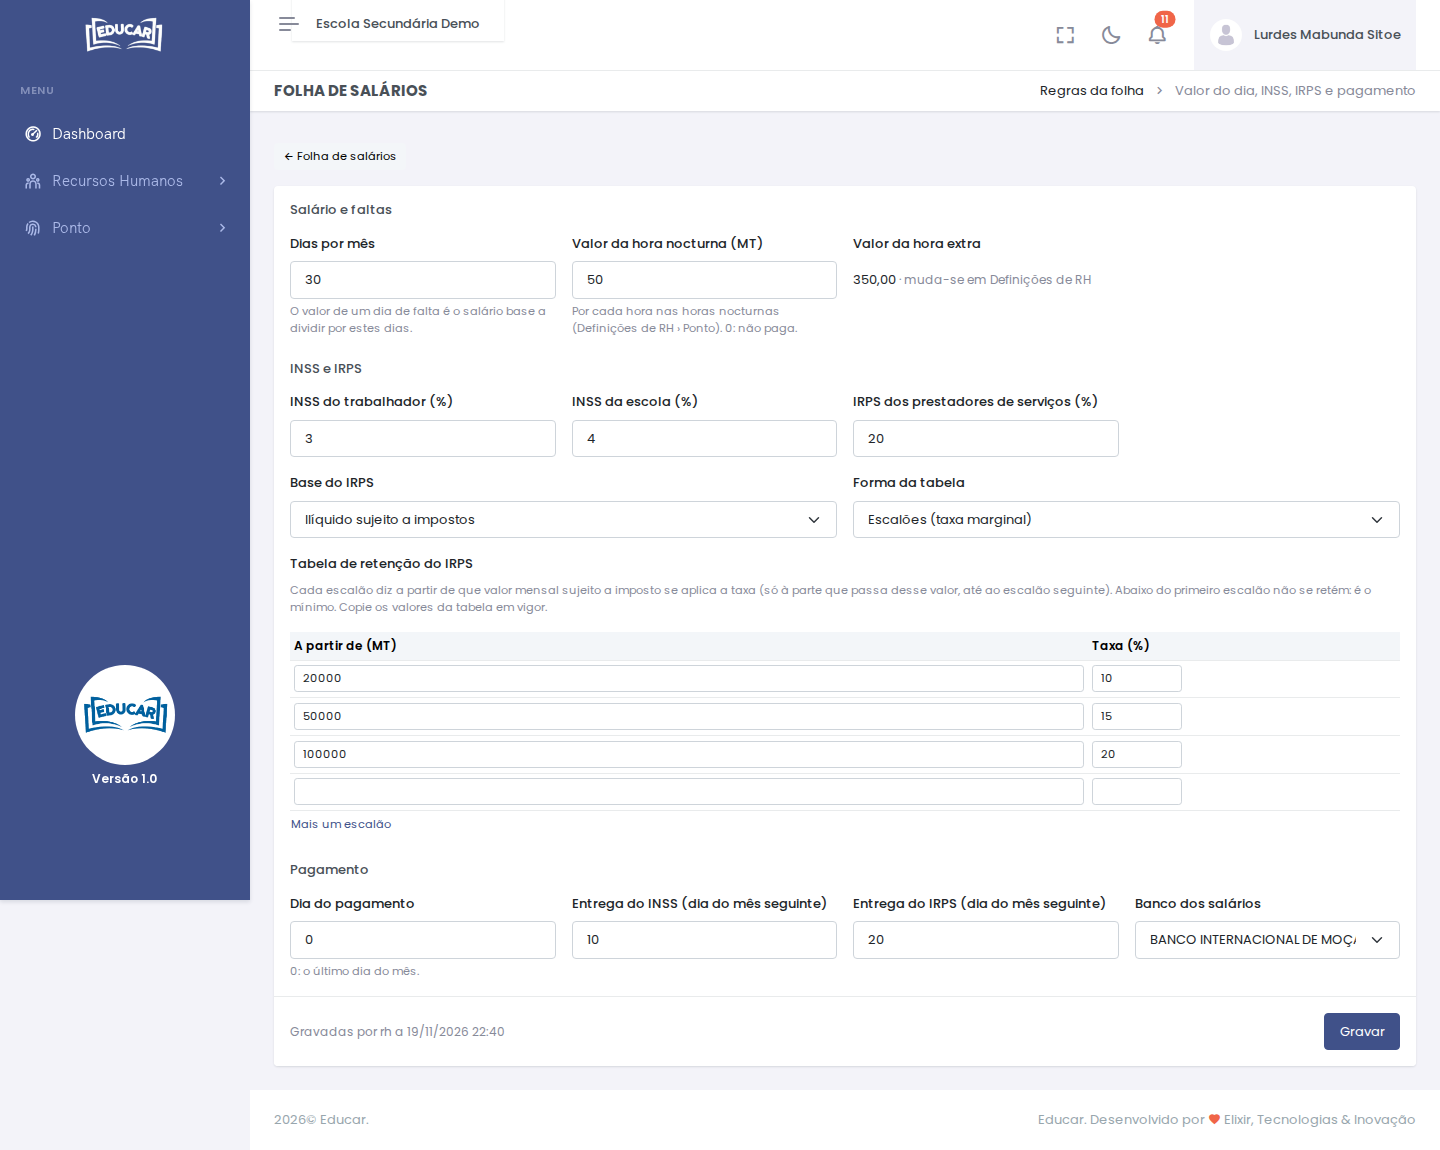 EDUCAR
Escola Secundária Demo
11
Lurdes Mabunda Sitoe
FOLHA DE SALÁRIOS
Regras da folha
Valor do dia, INSS, IRPS e pagamento
MENU
Dashboard
Recursos Humanos
Ponto
EDUCAR
Versão 1.0
← Folha de salários
Salário e faltas
Dias por mês
Valor da hora nocturna (MT)
Valor da hora extra
30
50
350,00 · muda-se em Definições de RH
O valor de um dia de falta é o salário base a
dividir por estes dias.
Por cada hora nas horas nocturnas
(Definições de RH › Ponto). 0: não paga.
INSS e IRPS
INSS do trabalhador (%)
INSS da escola (%)
IRPS dos prestadores de serviços (%)
3
4
20
Base do IRPS
Forma da tabela
Ilíquido sujeito a impostos
Escalões (taxa marginal)
Tabela de retenção do IRPS
Cada escalão diz a partir de que valor mensal sujeito a imposto se aplica a taxa (só à parte que passa desse valor, até ao escalão seguinte). Abaixo do primeiro escalão não se retém: é o
mínimo. Copie os valores da tabela em vigor.
A partir de (MT)
Taxa (%)
20000
10
50000
15
100000
20
Mais um escalão
Pagamento
Dia do pagamento
Entrega do INSS (dia do mês seguinte)
Entrega do IRPS (dia do mês seguinte)
Banco dos salários
0
10
20
BANCO INTERNACIONAL DE MOÇA
0: o último dia do mês.
Gravadas por rh a 19/11/2026 22:40
Gravar
2026© Educar.
Educar. Desenvolvido por ♥ Elixir, Tecnologias & Inovação